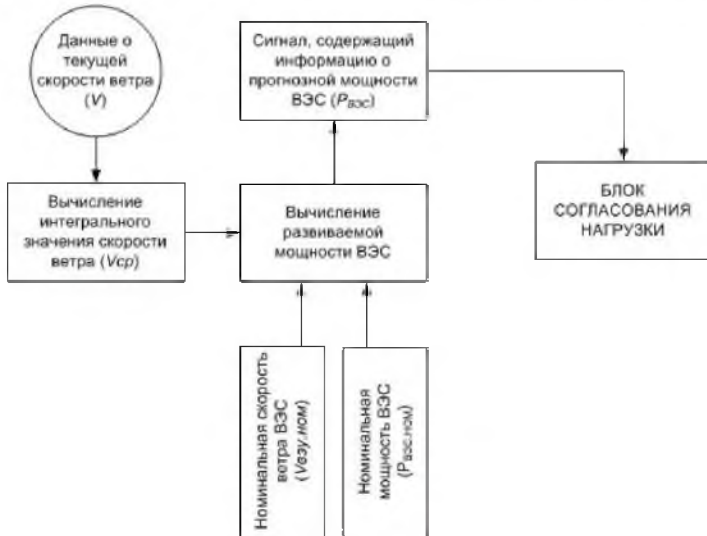 Данные о
текущей
скорости ветра
(V)
Сигнал, содержащий
информацию о
прогнозной мощности
ВЭС (Pвэс)
Вычисление
интегрального
значения скорости
ветра (Vср)
Вычисление
развиваемой
мощности ВЭС
БЛОК
СОГЛАСОВАНИЯ
НАГРУЗКИ
Номинальная скорость
ветра ВЭС
(Vвэу.ном)
Номинальная
мощность ВЭС
(Pвэс.ном)